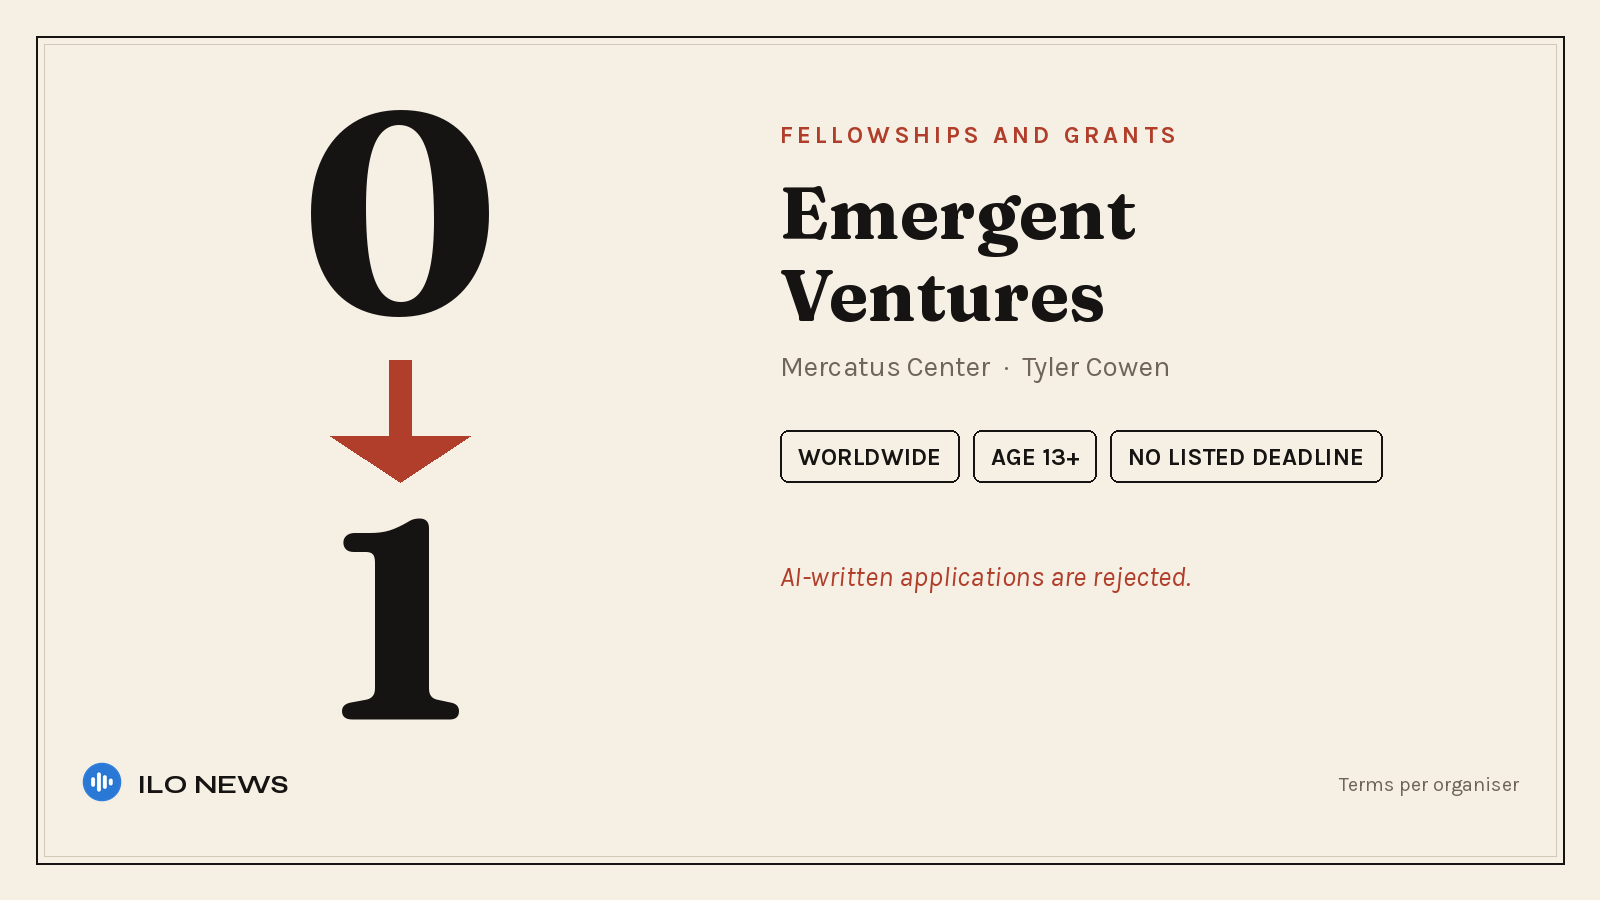 0
1
FELLOWSHIPS AND GRANTS
Emergent
Ventures
Mercatus Center · Tyler Cowen
WORLDWIDE
AGE 13+
NO LISTED DEADLINE
AI-written applications are rejected.
ILO NEWS
Terms per organiser